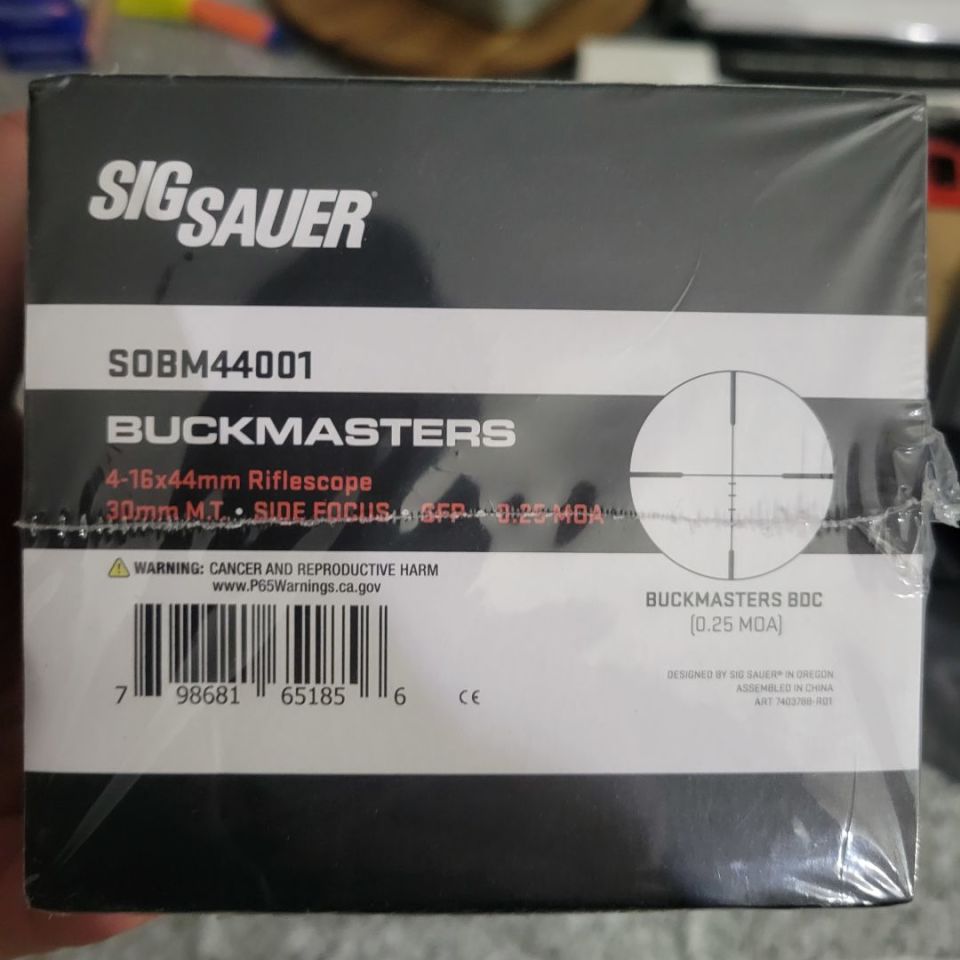 SIG SAUER
SOBM44001
BUCKMASTERS
4-16x44mm Riflescope
30mm M.T. • SIDE FOCUS • SFP • 0.25 MOA
WARNING: CANCER AND REPRODUCTIVE HARM
www.P65Warnings.ca.gov
7 98681 65185 6 CE
BUCKMASTERS BDC
(0.25 MOA)
DESIGNED BY SIG SAUER® IN OREGON
ASSEMBLED IN CHINA
ART 7403788-R01